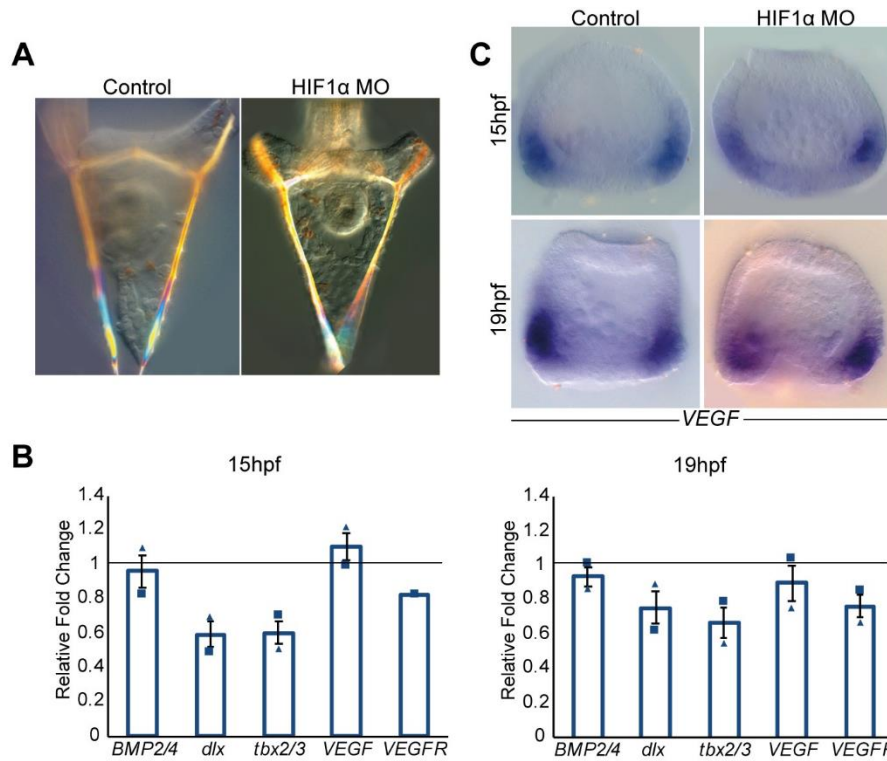 A
Control
HIF1α MO
C
Control
HIF1α MO
15hpf
19hpf
VEGF
B
15hpf
Relative Fold Change
1.4
1.2
1
0.8
0.6
0.4
0.2
0
BMP2/4 dlx tbx2/3 VEGF VEGFR
19hpf
Relative Fold Change
1.4
1.2
1
0.8
0.6
0.4
0.2
0
BMP2/4 dlx tbx2/3 VEGF VEGFR